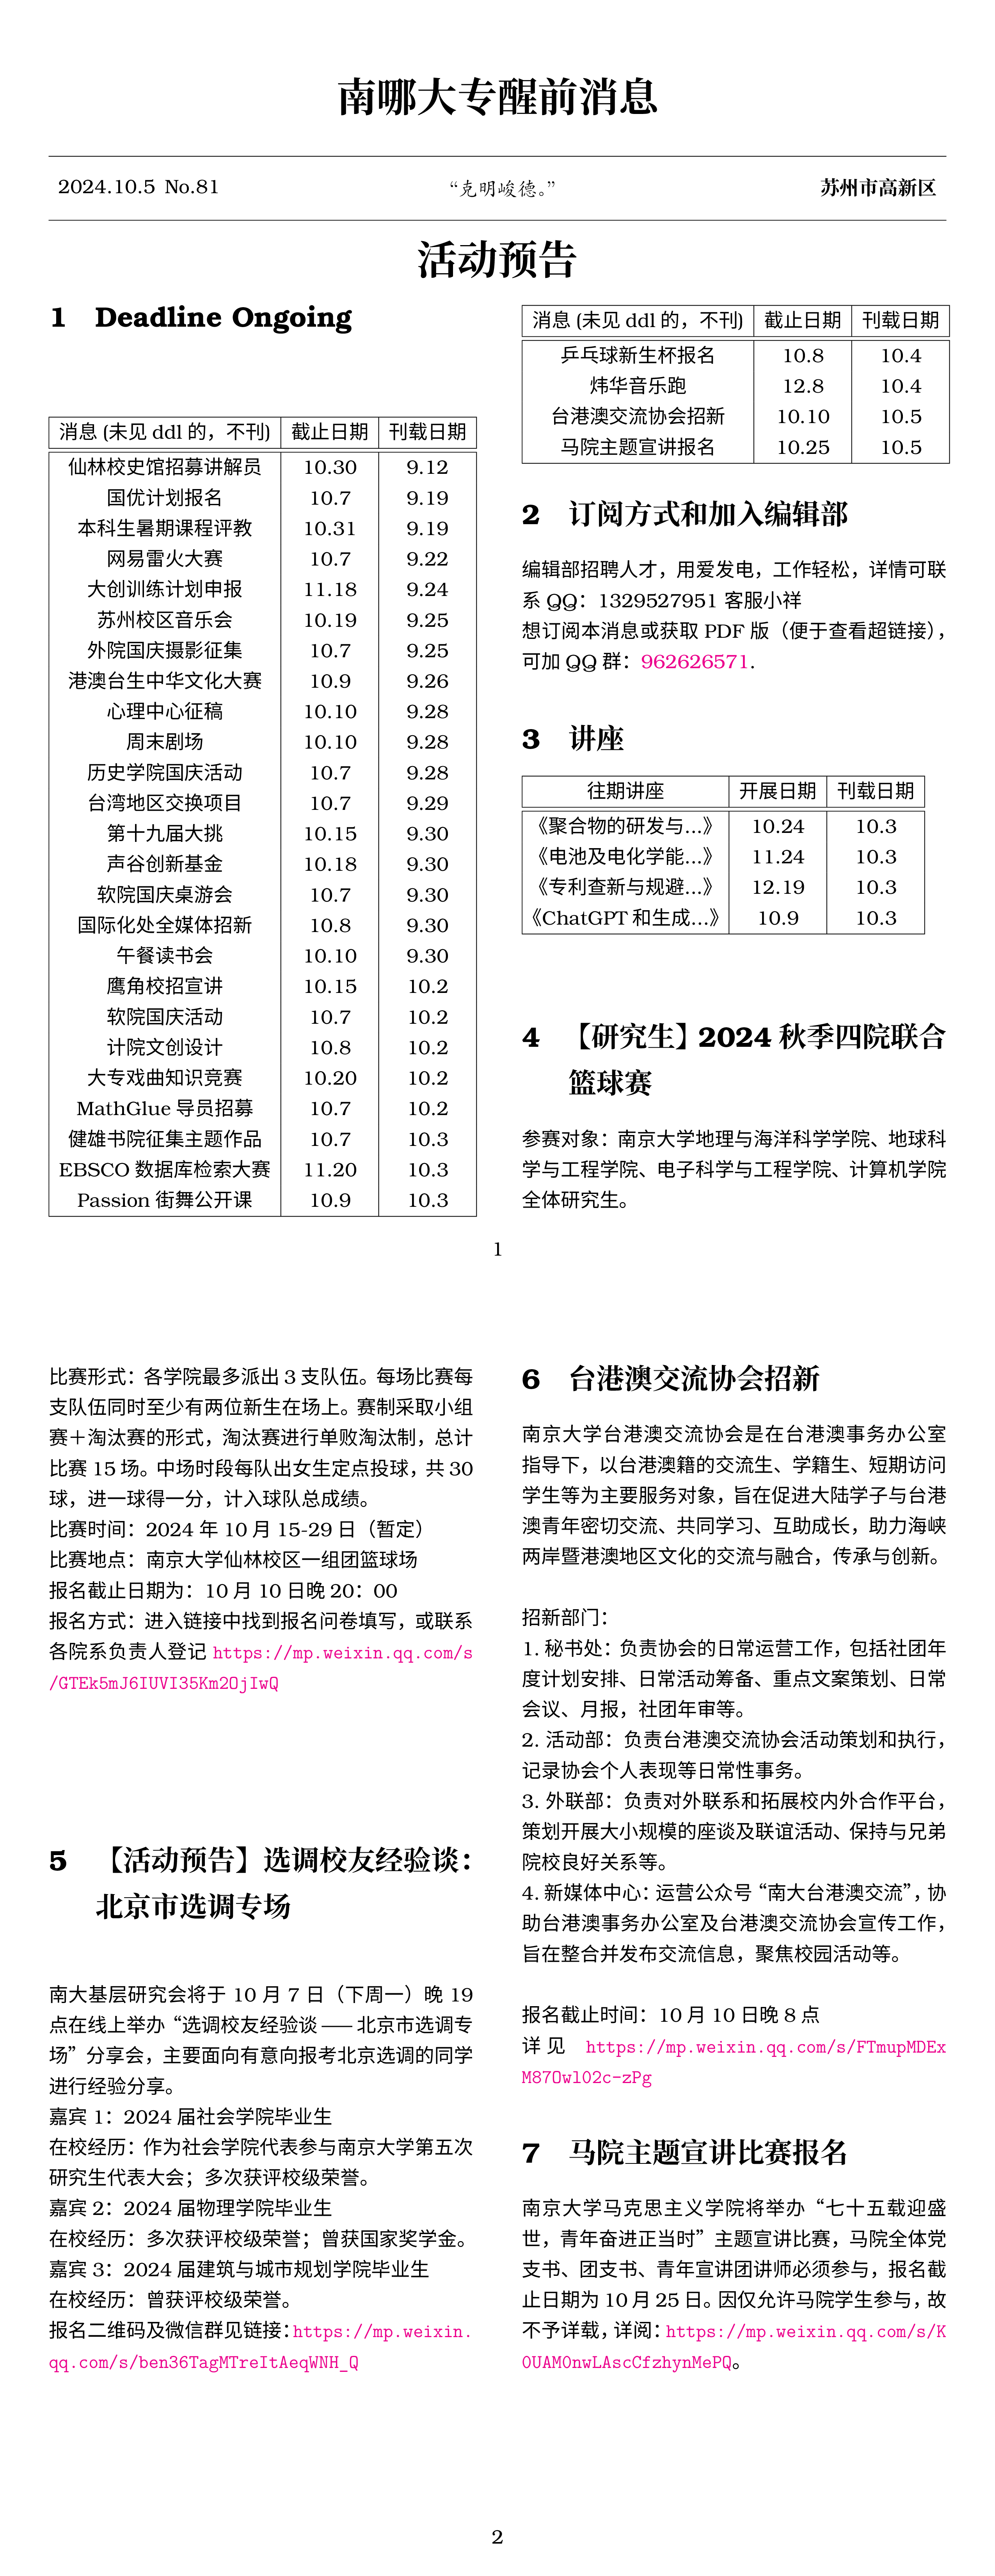 南哪大专醒前消息
2024.10.5 No.81 “克明峻德。” 苏州市高新区
活动预告
1 Deadline Ongoing
消息 (未见 ddl 的，不刊) 截止日期 刊载日期
仙林校史馆招募讲解员 10.30 9.12
国优计划报名 10.7 9.19
本科生暑期课程评教 10.31 9.19
网易雷火大赛 10.7 9.22
大创训练计划申报 11.18 9.24
苏州校区音乐会 10.19 9.25
外院国庆摄影征集 10.7 9.25
港澳台生中华文化大赛 10.9 9.26
心理中心征稿 10.10 9.28
周末剧场 10.10 9.28
历史学院国庆活动 10.7 9.28
台湾地区交换项目 10.7 9.29
第十九届大挑 10.15 9.30
声谷创新基金 10.18 9.30
软院国庆桌游会 10.7 9.30
国际化处全媒体招新 10.8 9.30
午餐读书会 10.10 9.30
鹰角校招宣讲 10.15 10.2
软院国庆活动 10.7 10.2
计院文创设计 10.8 10.2
大专戏曲知识竞赛 10.20 10.2
MathGlue 导员招募 10.7 10.2
健雄书院征集主题作品 10.7 10.3
EBSCO 数据库检索大赛 11.20 10.3
Passion 街舞公开课 10.9 10.3
消息 (未见 ddl 的，不刊) 截止日期 刊载日期
乒乓球新生杯报名 10.8 10.4
炜华音乐跑 12.8 10.4
台港澳交流协会招新 10.10 10.5
马院主题宣讲报名 10.25 10.5
2 订阅方式和加入编辑部
编辑部招聘人才，用爱发电，工作轻松，详情可联
系 QQ：1329527951 客服小祥
想订阅本消息或获取 PDF 版（便于查看超链接），
可加 QQ 群：962626571.
3 讲座
往期讲座 开展日期 刊载日期
《聚合物的研发与...》 10.24 10.3
《电池及电化学能...》 11.24 10.3
《专利查新与规避...》 12.19 10.3
《ChatGPT 和生成...》 10.9 10.3
4 【研究生】2024 秋季四院联合
篮球赛
参赛对象：南京大学地理与海洋科学学院、地球科
学与工程学院、电子科学与工程学院、计算机学院
全体研究生。
1
比赛形式：各学院最多派出 3 支队伍。每场比赛每
支队伍同时至少有两位新生在场上。赛制采取小组
赛＋淘汰赛的形式，淘汰赛进行单败淘汰制，总计
比赛 15 场。中场时段每队出女生定点投球，共 30
球，进一球得一分，计入球队总成绩。
比赛时间：2024 年 10 月 15-29 日（暂定）
比赛地点：南京大学仙林校区一组团篮球场
报名截止日期为：10 月 10 日晚 20：00
报名方式：进入链接中找到报名问卷填写，或联系
各院系负责人登记 https://mp.weixin.qq.com/s
/GTEk5mJ6IUVI35Km2OjIwQ
5 【活动预告】选调校友经验谈：
北京市选调专场
南大基层研究会将于 10 月 7 日（下周一）晚 19
点在线上举办“选调校友经验谈 —— 北京市选调专
场”分享会，主要面向有意向报考北京选调的同学
进行经验分享。
嘉宾 1：2024 届社会学院毕业生
在校经历：作为社会学院代表参与南京大学第五次
研究生代表大会；多次获评校级荣誉。
嘉宾 2：2024 届物理学院毕业生
在校经历：多次获评校级荣誉；曾获国家奖学金。
嘉宾 3：2024 届建筑与城市规划学院毕业生
在校经历：曾获评校级荣誉。
报名二维码及微信群见链接：https://mp.weixin.
qq.com/s/ben36TagMTreItAeqWNH_Q
6 台港澳交流协会招新
南京大学台港澳交流协会是在台港澳事务办公室
指导下，以台港澳籍的交流生、学籍生、短期访问
学生等为主要服务对象，旨在促进大陆学子与台港
澳青年密切交流、共同学习、互助成长，助力海峡
两岸暨港澳地区文化的交流与融合，传承与创新。
招新部门：
1. 秘书处：负责协会的日常运营工作，包括社团年
度计划安排、日常活动筹备、重点文案策划、日常
会议、月报，社团年审等。
2. 活动部：负责台港澳交流协会活动策划和执行，
记录协会个人表现等日常性事务。
3. 外联部：负责对外联系和拓展校内外合作平台，
策划开展大小规模的座谈及联谊活动、保持与兄弟
院校良好关系等。
4. 新媒体中心：运营公众号“南大台港澳交流”，协
助台港澳事务办公室及台港澳交流协会宣传工作，
旨在整合并发布交流信息，聚焦校园活动等。
报名截止时间：10 月 10 日晚 8 点
详 见 https://mp.weixin.qq.com/s/FTmupMDEx
M87Owl02c-zPg
7 马院主题宣讲比赛报名
南京大学马克思主义学院将举办“七十五载迎盛
世，青年奋进正当时”主题宣讲比赛，马院全体党
支书、团支书、青年宣讲团讲师必须参与，报名截
止日期为 10 月 25 日。因仅允许马院学生参与，故
不予详载，详阅：https://mp.weixin.qq.com/s/K
0UAMOnwLAscCfzhynMePQ。
2